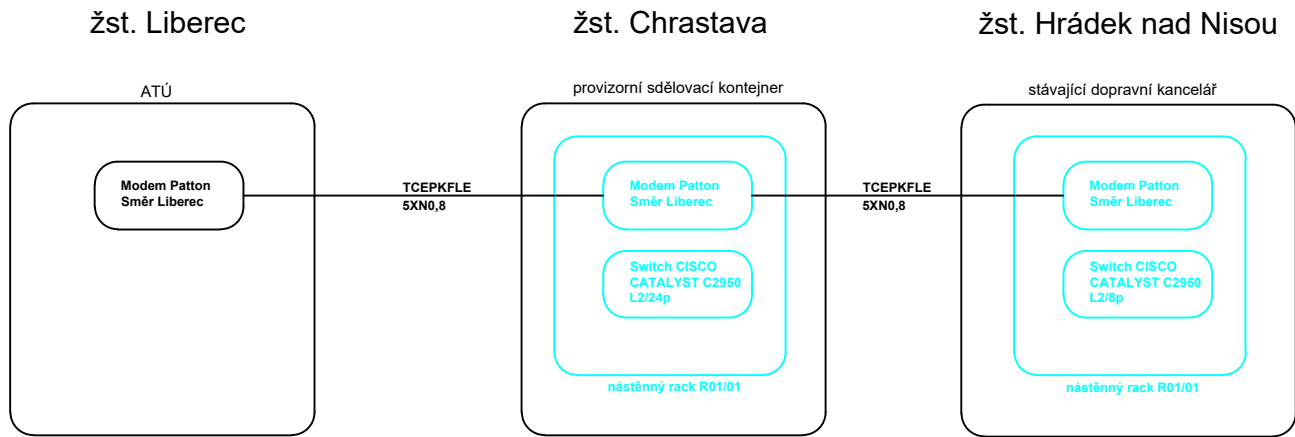 žst. Liberec
žst. Chrastava
žst. Hrádek nad Nisou
ATÚ
provizorní sdělovací kontejner
stávající dopravní kancelář
Modem Patton
Směr Liberec
TCEPKFLE
5XN0,8
Modem Patton
Směr Liberec
TCEPKFLE
5XN0,8
Modem Patton
Směr Liberec
Switch CISCO
CATALYST C2950
L2/24p
Switch CISCO
CATALYST C2950
L2/8p
nástěnný rack R01/01
nástěnný rack R01/01